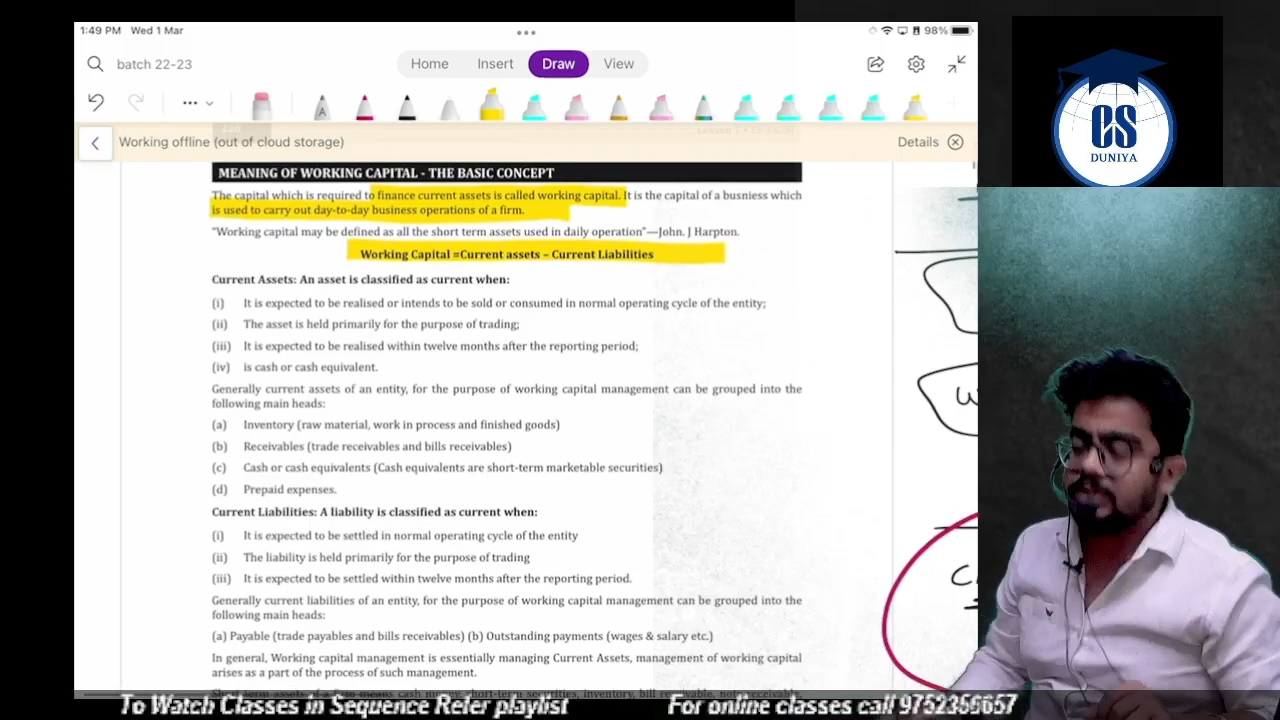 1:49 PM Wed 1 Mar
98%
batch 22-23
Home Insert Draw View
Working offline (out of cloud storage)
Details
MEANING OF WORKING CAPITAL - THE BASIC CONCEPT
The capital which is required to finance current assets is called working capital. It is the capital of a busniess which
is used to carry out day-to-day business operations of a firm.
“Working capital may be defined as all the short term assets used in daily operation”—John. J Harpton.
Working Capital =Current assets – Current Liabilities
Current Assets: An asset is classified as current when:
(i) It is expected to be realised or intends to be sold or consumed in normal operating cycle of the entity;
(ii) The asset is held primarily for the purpose of trading;
(iii) It is expected to be realised within twelve months after the reporting period;
(iv) is cash or cash equivalent.
Generally current assets of an entity, for the purpose of working capital management can be grouped into the
following main heads:
(a) Inventory (raw material, work in process and finished goods)
(b) Receivables (trade receivables and bills receivables)
(c) Cash or cash equivalents (Cash equivalents are short-term marketable securities)
(d) Prepaid expenses.
Current Liabilities: A liability is classified as current when:
(i) It is expected to be settled in normal operating cycle of the entity
(ii) The liability is held primarily for the purpose of trading
(iii) It is expected to be settled within twelve months after the reporting period.
Generally current liabilities of an entity, for the purpose of working capital management can be grouped into the
following main heads:
(a) Payable (trade payables and bills receivables) (b) Outstanding payments (wages & salary etc.)
In general, Working capital management is essentially managing Current Assets, management of working capital
arises as a part of the process of such management.
CS
DUNIYA
To Watch Classes in Sequence Refer playlist
For online classes call 9752356657